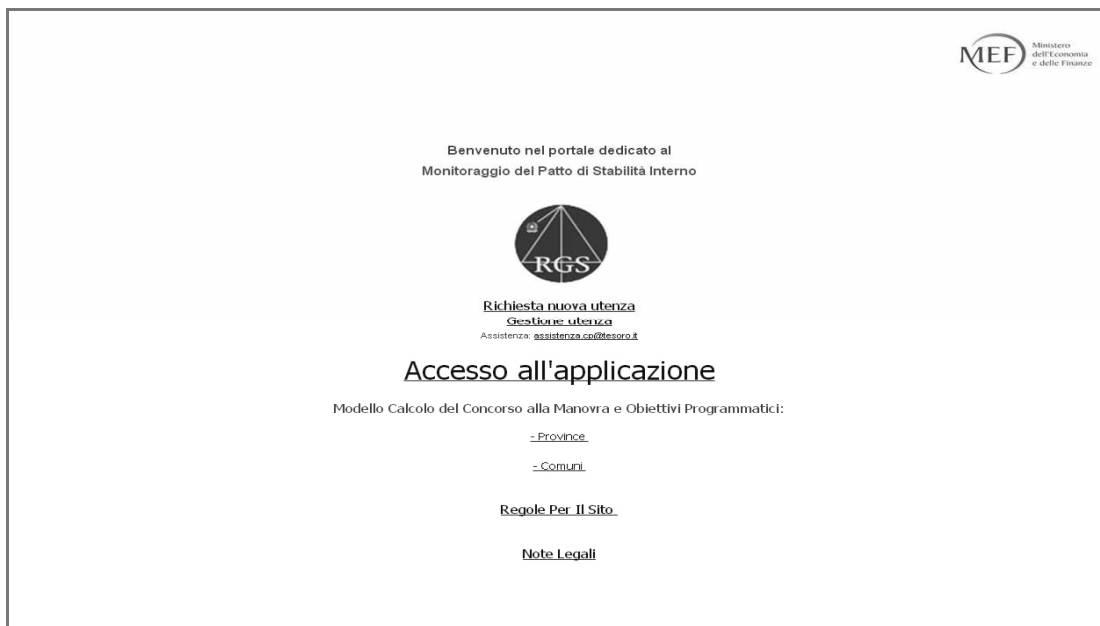 MEF
Ministero
dell'Economia
e delle Finanze
Benvenuto nel portale dedicato al
Monitoraggio del Patto di Stabilità Interno
RGS
Richiesta nuova utenza
Gestione utenza
Assistenza: assistenza.cp@tesoro.it
Accesso all'applicazione
Modello Calcolo del Concorso alla Manovra e Obiettivi Programmatici:
- Province
- Comuni
Regole Per Il Sito
Note Legali